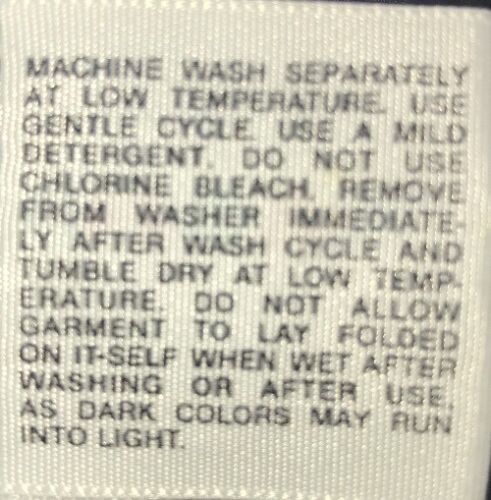 MACHINE WASH SEPARATELY
AT LOW TEMPERATURE. USE
GENTLE CYCLE. USE A MILD
DETERGENT. DO NOT USE
CHLORINE BLEACH. REMOVE
FROM WASHER IMMEDIATE-
LY AFTER WASH CYCLE AND
TUMBLE DRY AT LOW TEMP-
ERATURE. DO NOT ALLOW
GARMENT TO LAY FOLDED
ON IT-SELF WHEN WET AFTER
WASHING OR AFTER USE.
AS DARK COLORS MAY RUN
INTO LIGHT.